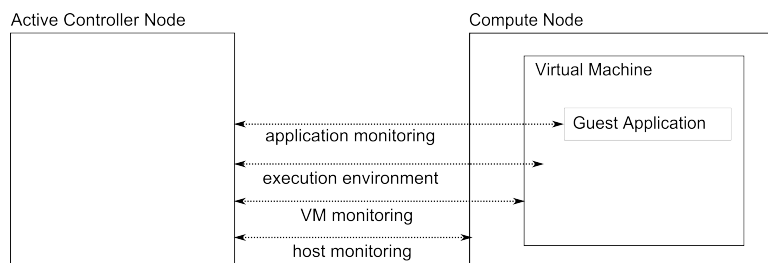 Active Controller Node
Compute Node
Virtual Machine
Guest Application
application monitoring
execution environment
VM monitoring
host monitoring